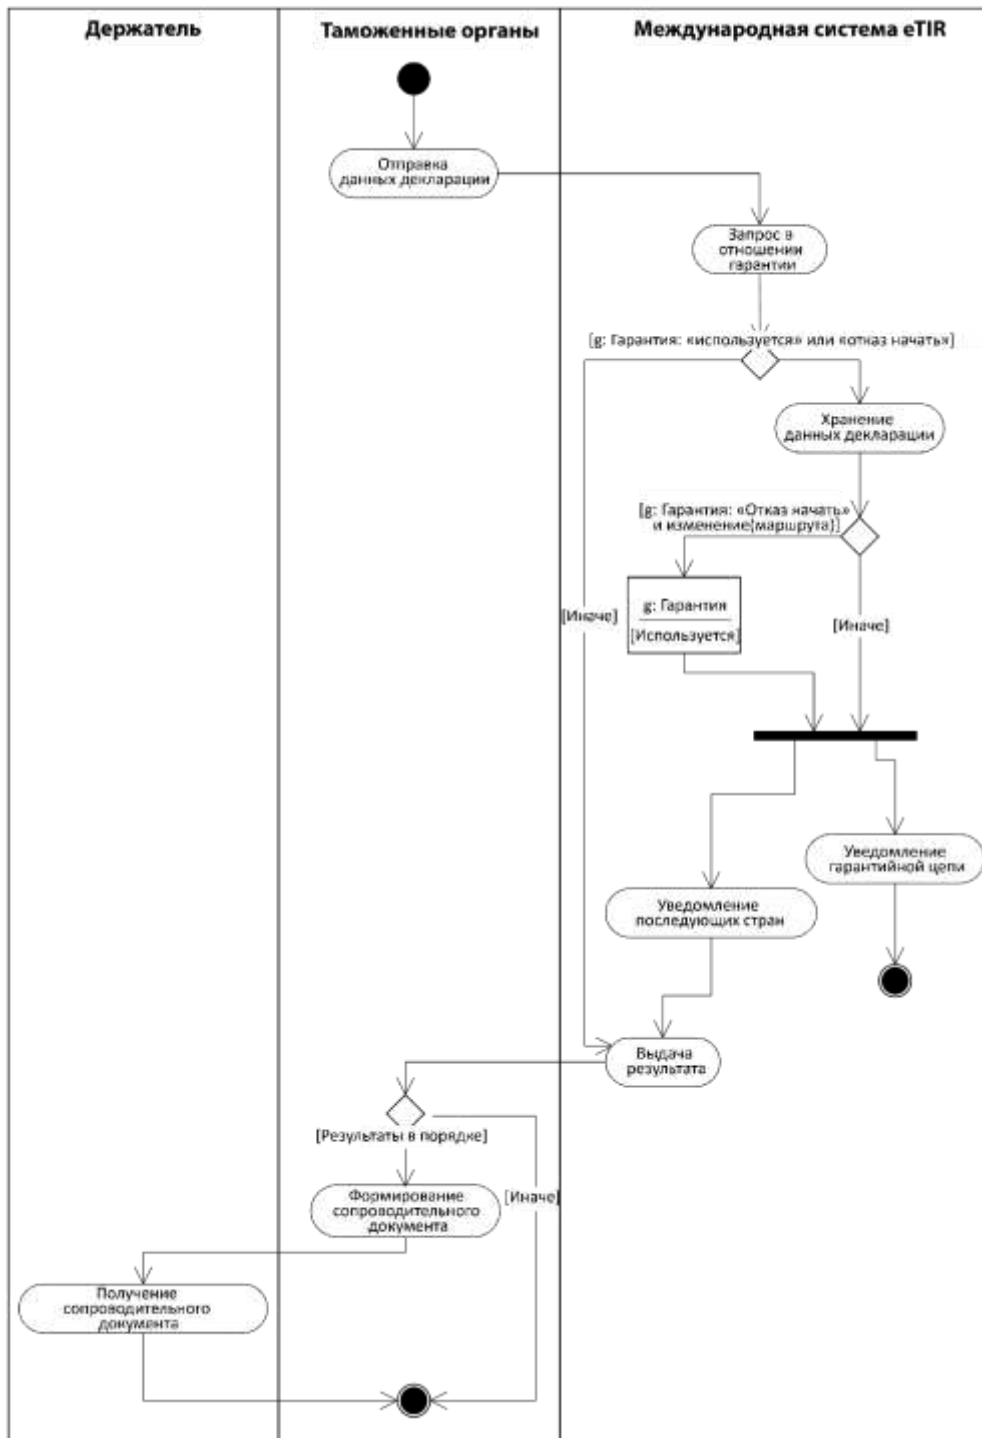 Держатель
Таможенные органы
Международная система eTIR
Отправка
данных декларации
Запрос в
отношении
гарантии
[g: Гарантия: «используется» или «отказ начать»]
Хранение
данных декларации
[g: Гарантия: «Отказ начать»
и изменение(маршрута)]
g: Гарантия
[Используется]
[Иначе]
[Иначе]
Уведомление
гарантийной цепи
Уведомление
последующих стран
Выдача
результата
[Результаты в порядке]
[Иначе]
Формирование
сопроводительного
документа
Получение
сопроводительного
документа